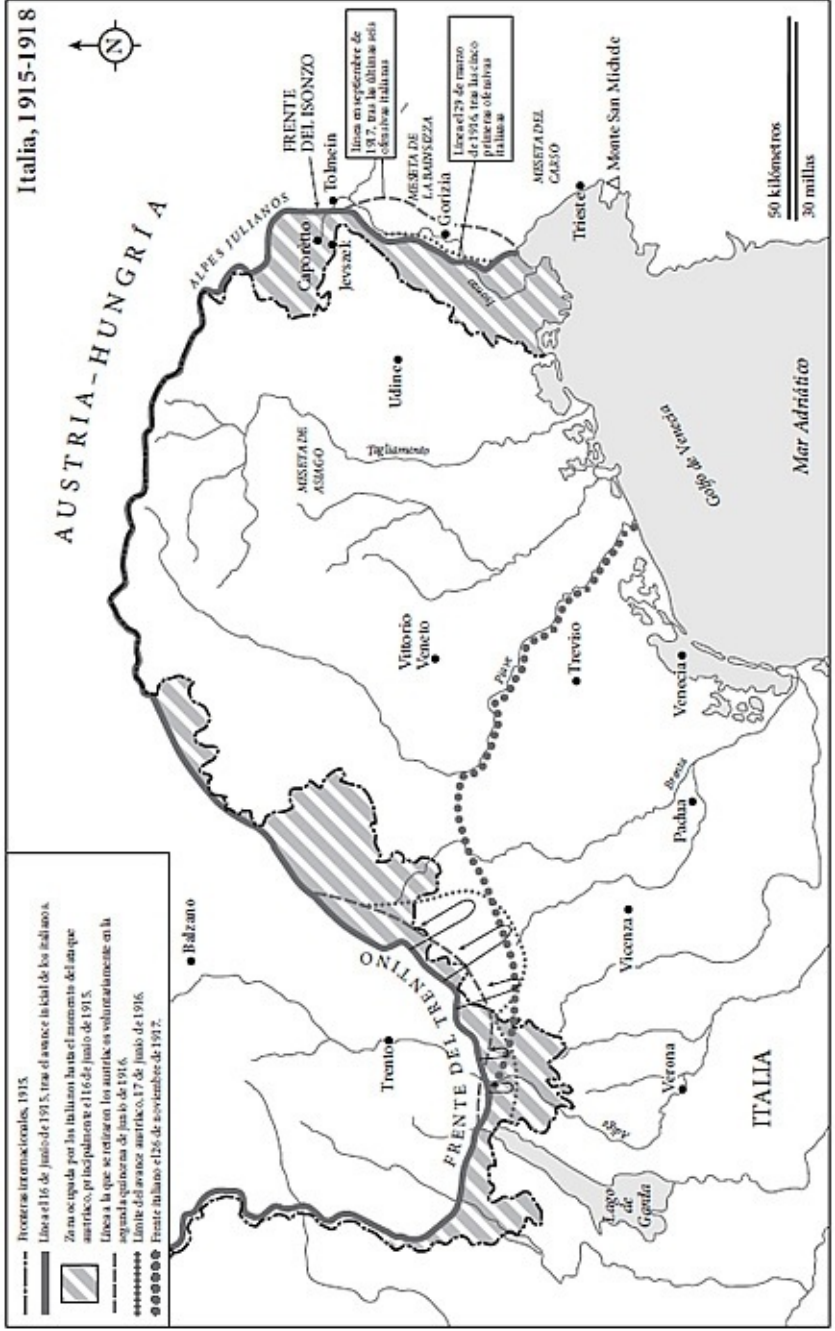 Italia, 1915-1918
N
Fronteras internacionales, 1915.
Línea el 16 de junio de 1915, tras el avance inicial de los italianos.
Zona ocupada por los italianos hasta el momento del ataque
austríaco, principalmente el 16 de junio de 1915.
Línea a la que se retiraron los austríacos voluntariamente en la
segunda quincena de junio de 1916.
Límite del avance austríaco, 17 de junio de 1916.
Frente italiano el 26 de noviembre de 1917.
AUSTRIA-HUNGRÍA
ALPES JULIANOS
FRENTE
DEL ISONZO
Tolmein
Línea en septiembre de
1917, tras las últimas seis
ofensivas italianas
MESETA DE
LA BAINSIZZA
Gorizia
Línea el 29 de marzo
de 1916, tras las cinco
primeras ofensivas
italianas
MESETA DEL
CARSO
Trieste
Monte San Michele
50 kilómetros
30 millas
Caporetto
Jevszek
Isonzo
Udine
Tagliamento
MESETA DE
ASIAGO
Golfo de Venecia
Mar Adriático
Vittorio
Veneto
Piave
Treviso
Venecia
Brenta
Padua
Balzano
Trento
FRENTE DEL TRENTINO
Vicenza
Verona
Adige
Lago
de
Garda
ITALIA